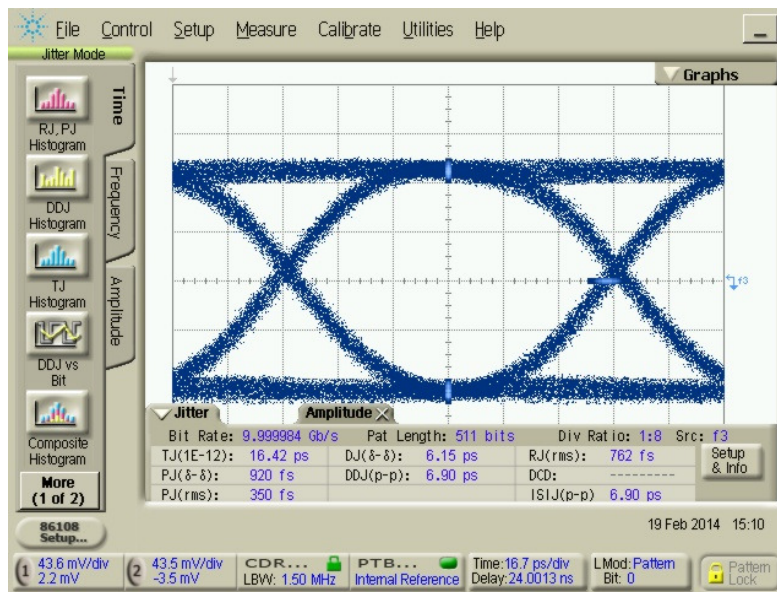 File Control Setup Measure Calibrate Utilities Help
Jitter Mode
Graphs
Time
Frequency
Amplitude
RJ, PJ
Histogram
DDJ
Histogram
TJ
Histogram
DDJ vs
Bit
Composite
Histogram
More
(1 of 2)
f3
Jitter Amplitude
Bit Rate: 9.999984 Gb/s Pat Length: 511 bits Div Ratio: 1:8 Src: f3
TJ(1E-12): 16.42 ps DJ(δ-δ): 6.15 ps RJ(rms): 762 fs
PJ(δ-δ): 920 fs DDJ(p-p): 6.90 ps DCD: ---------
PJ(rms): 350 fs ISIJ(p-p) 6.90 ps
Setup
& Info
86108
Setup...
19 Feb 2014 15:10
1 43.6 mV/div
2.2 mV
2 43.5 mV/div
-3.5 mV
CDR...
LBW: 1.50 MHz
PTB...
Internal Reference
Time:16.7 ps/div
Delay:24.0013 ns
LMod: Pattern
Bit: 0
Pattern
Lock